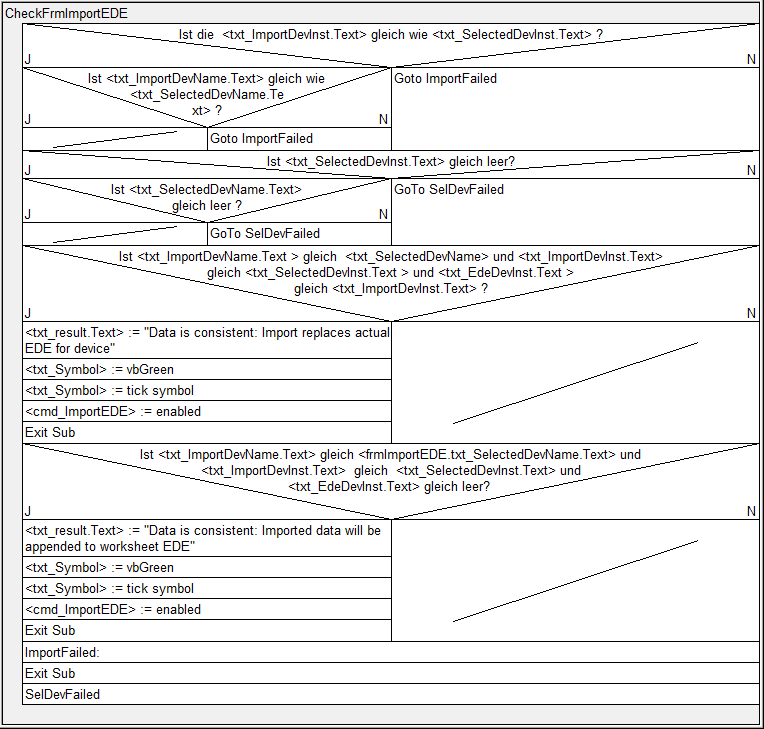 CheckFrmImportEDE
Ist die <txt_ImportDevInst.Text> gleich wie <txt_SelectedDevInst.Text> ?
J
N
Ist <txt_ImportDevName.Text> gleich wie
<txt_SelectedDevName.Te
xt> ?
J
N
Goto ImportFailed
Goto ImportFailed
Ist <txt_SelectedDevInst.Text> gleich leer?
J
N
Ist <txt_SelectedDevName.Text>
gleich leer ?
J
N
GoTo SelDevFailed
GoTo SelDevFailed
Ist <txt_ImportDevName.Text > gleich <txt_SelectedDevName> und <txt_ImportDevInst.Text>
gleich <txt_SelectedDevInst.Text > und <txt_EdeDevInst.Text >
gleich <txt_ImportDevInst.Text> ?
J
N
<txt_result.Text> := "Data is consistent: Import replaces actual
EDE for device"
<txt_Symbol> := vbGreen
<txt_Symbol> := tick symbol
<cmd_ImportEDE> := enabled
Exit Sub
Ist <txt_ImportDevName.Text> gleich <frmImportEDE.txt_SelectedDevName.Text> und
<txt_ImportDevInst.Text> gleich <txt_SelectedDevInst.Text> und
<txt_EdeDevInst.Text> gleich leer?
J
N
<txt_result.Text> := "Data is consistent: Imported data will be
appended to worksheet EDE"
<txt_Symbol> := vbGreen
<txt_Symbol> := tick symbol
<cmd_ImportEDE> := enabled
Exit Sub
ImportFailed:
Exit Sub
SelDevFailed